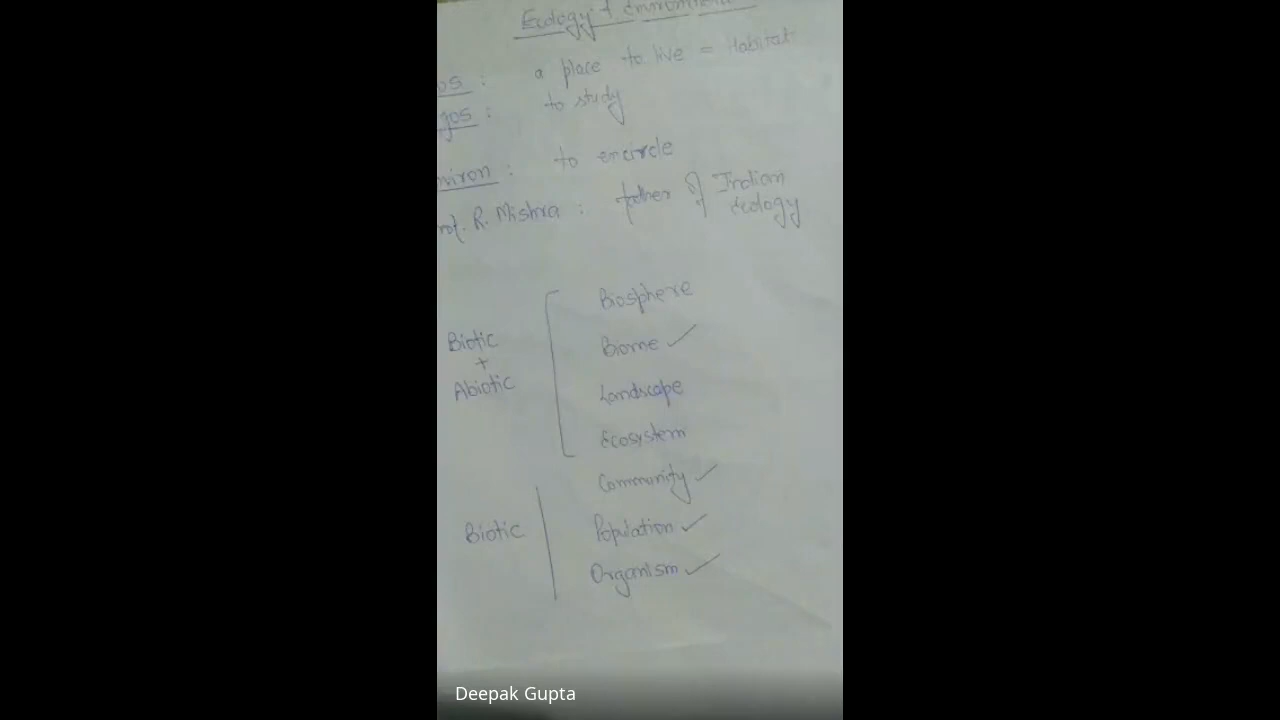 Ecology & Environment
os : a place to live = Habitat
gos : to study
nviron : to encircle
rof. R. Mishra : father of Indian
Ecology
Biosphere
Biome ✓
Landscape
Ecosystem
Biotic
+
Abiotic
Community ✓
Population ✓
Organism ✓
Biotic
Deepak Gupta